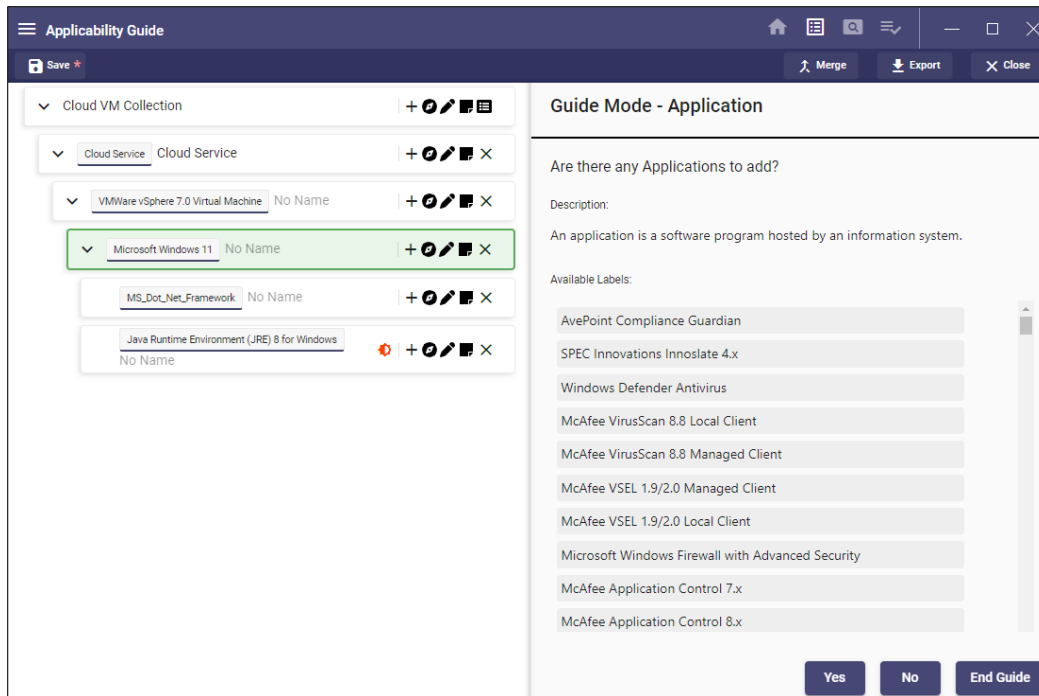 Applicability Guide
Save *
Merge
Export
Close
Cloud VM Collection
Cloud Service Cloud Service
VMWare vSphere 7.0 Virtual Machine No Name
Microsoft Windows 11 No Name
MS_Dot_Net_Framework No Name
Java Runtime Environment (JRE) 8 for Windows
No Name
Guide Mode - Application
Are there any Applications to add?
Description:
An application is a software program hosted by an information system.
Available Labels:
AvePoint Compliance Guardian
SPEC Innovations Innoslate 4.x
Windows Defender Antivirus
McAfee VirusScan 8.8 Local Client
McAfee VirusScan 8.8 Managed Client
McAfee VSEL 1.9/2.0 Managed Client
McAfee VSEL 1.9/2.0 Local Client
Microsoft Windows Firewall with Advanced Security
McAfee Application Control 7.x
McAfee Application Control 8.x
Yes
No
End Guide